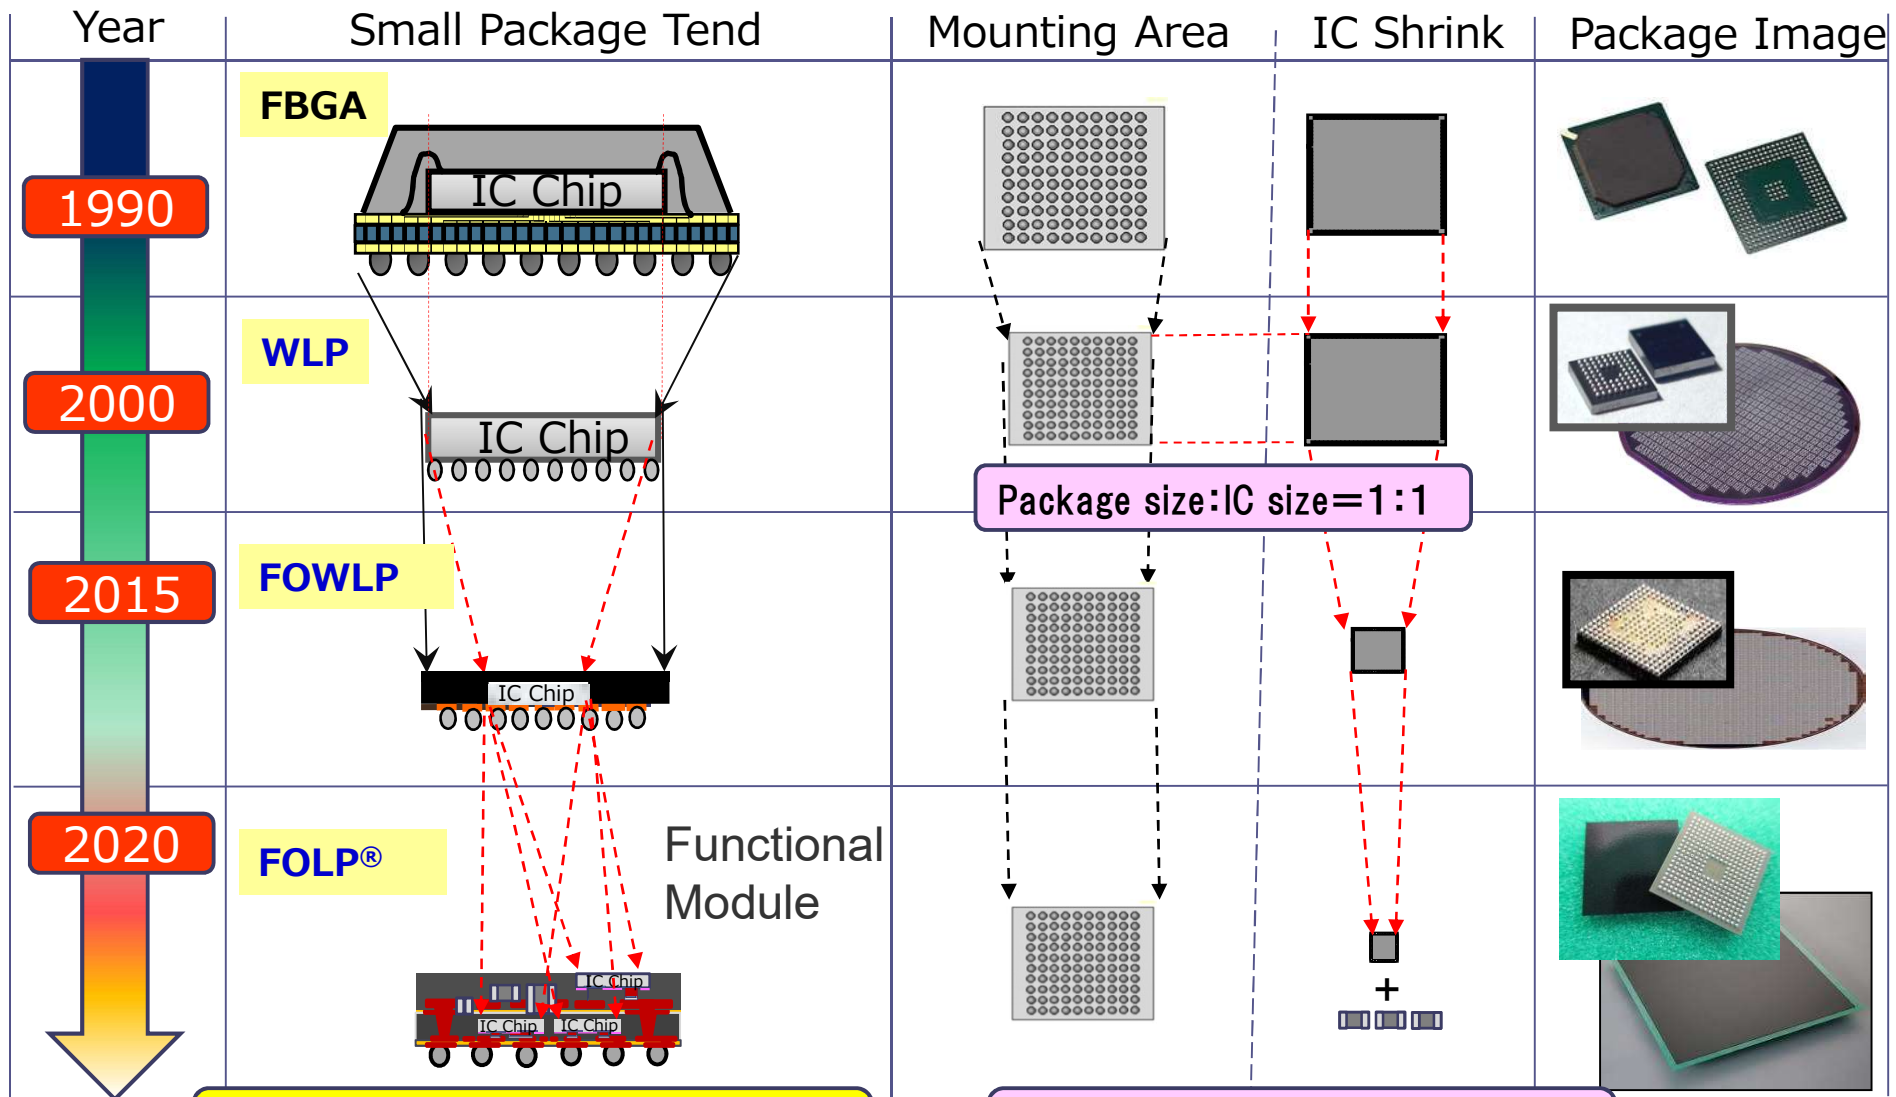 Year
Small Package Tend
Mounting Area
IC Shrink
Package Image
1990
FBGA
IC Chip
2000
WLP
IC Chip
Package size:IC size=1:1
2015
FOWLP
IC Chip
2020
FOLP®
Functional
Module
IC Chip
IC Chip
IC Chip
+